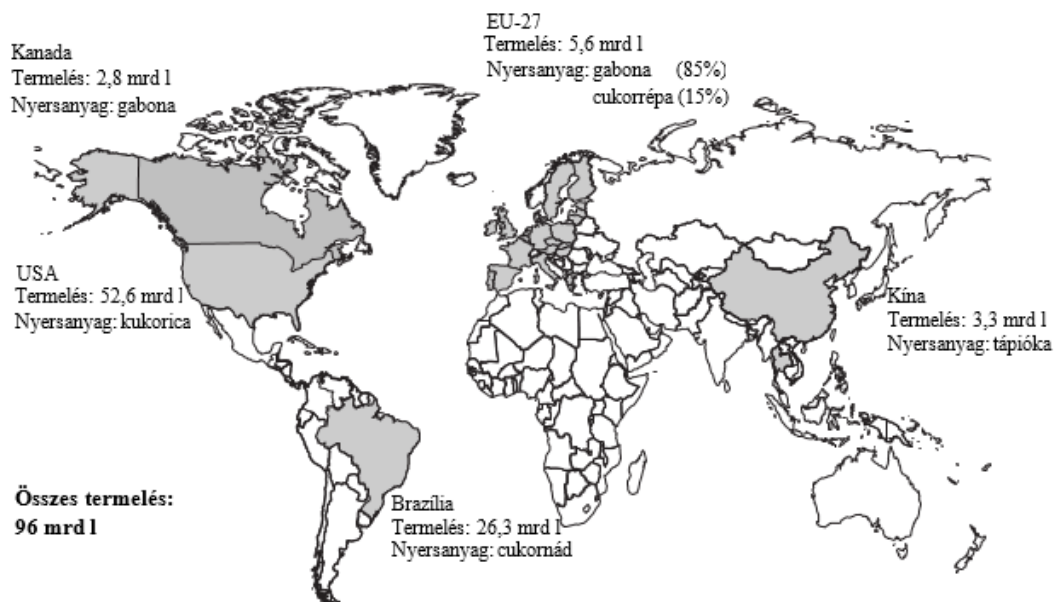 EU-27
Termelés: 5,6 mrd l
Nyersanyag: gabona (85%)
cukorrépa (15%)
Kanada
Termelés: 2,8 mrd l
Nyersanyag: gabona
USA
Termelés: 52,6 mrd l
Nyersanyag: kukorica
Kína
Termelés: 3,3 mrd l
Nyersanyag: tápióka
Összes termelés:
96 mrd l
Brazília
Termelés: 26,3 mrd l
Nyersanyag: cukornád